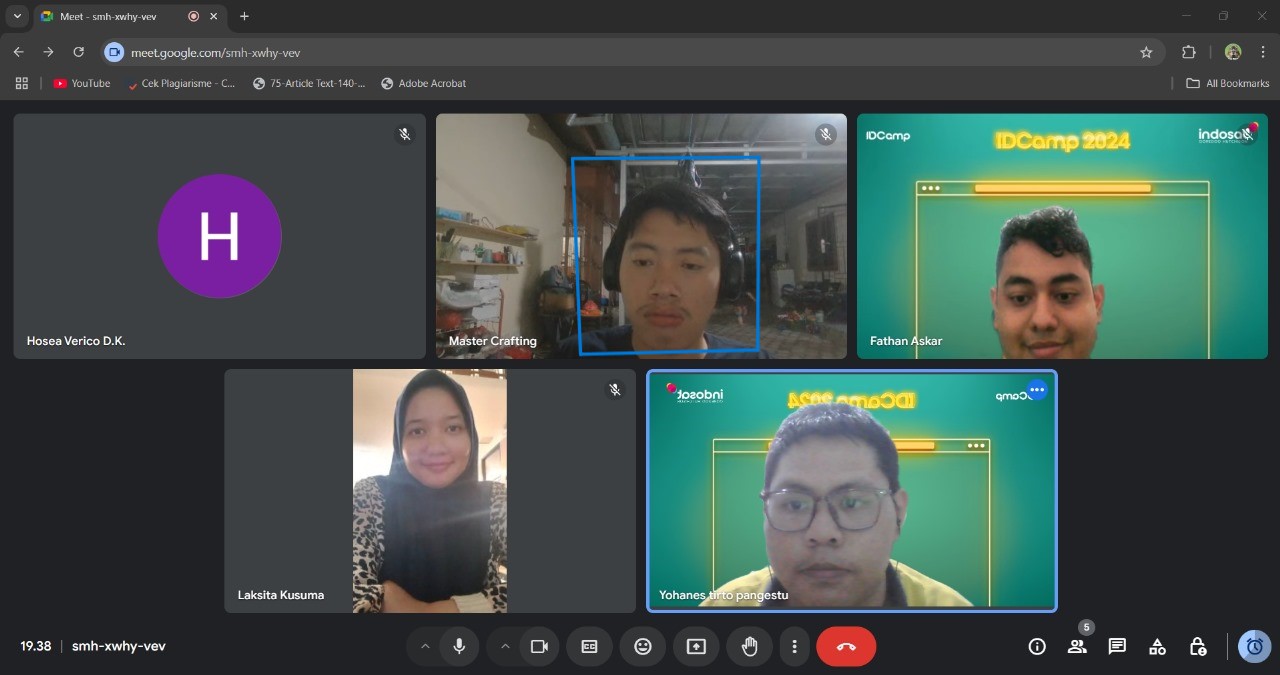 Meet - smh-xwhy-vev
meet.google.com/smh-xwhy-vev
YouTube
Cek Plagiarisme - C...
75-Article Text-140-...
Adobe Acrobat
All Bookmarks
H
Hosea Verico D.K.
Master Crafting
IDCamp
IDCamp 2024
Fathan Askar
Laksita Kusuma
indosat
IDCamp 2024
Yohanes tirto pangestu
19.38
smh-xwhy-vev
CC
5